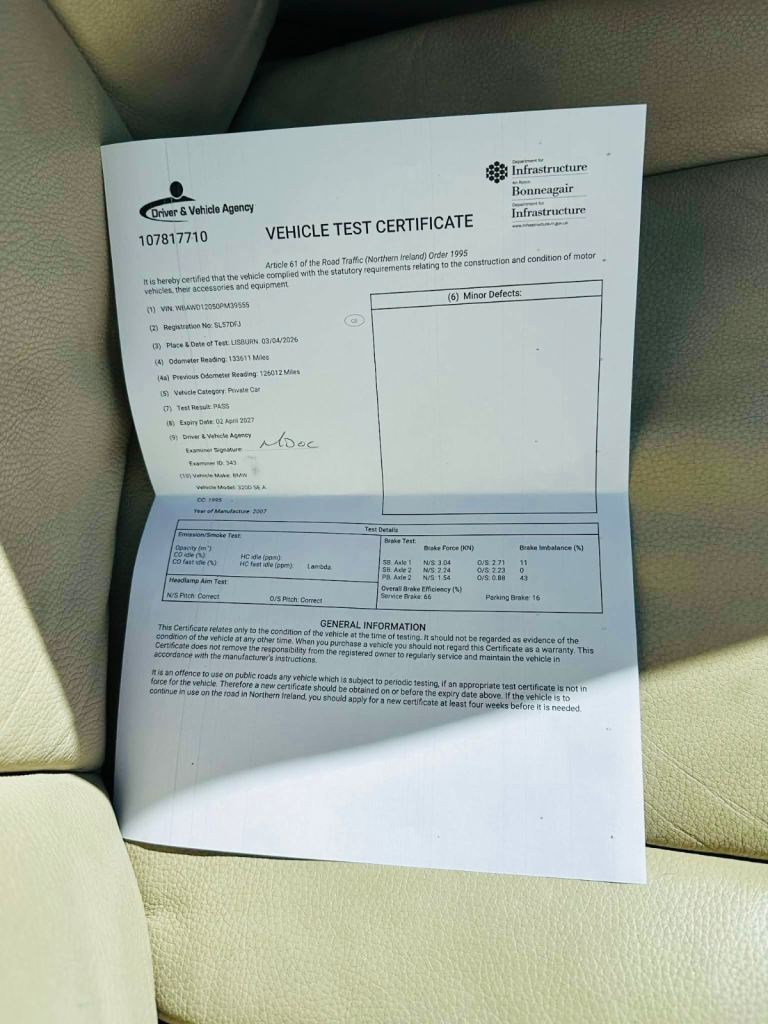 Driver & Vehicle Agency
107817710
VEHICLE TEST CERTIFICATE
Department for
Infrastructure
An Roinn
Bonneagair
Department for
Infrastructure
www.infrastructure-ni.gov.uk
Article 61 of the Road Traffic (Northern Ireland) Order 1995
It is hereby certified that the vehicle complied with the statutory requirements relating to the construction and condition of motor
vehicles, their accessories and equipment.
(1) VIN: WBAWD12050PM39555
(2) Registration No: SL57DFJ
(3) Place & Date of Test: LISBURN 03/04/2026
(4) Odometer Reading: 133611 Miles
(4a) Previous Odometer Reading: 126012 Miles
(5) Vehicle Category: Private Car
(7) Test Result: PASS
(8) Expiry Date: 02 April 2027
(9) Driver & Vehicle Agency
Examiner Signature:
Examiner ID: 343
(10) Vehicle Make: BMW
Vehicle Model: 320D SE A
CC: 1995
Year of Manufacture: 2007
(6) Minor Defects:
Test Details
Emission/Smoke Test:
Opacity (m⁻¹):
CO idle (%): HC idle (ppm):
CO fast idle (%): HC fast idle (ppm): Lambda:
Headlamp Aim Test:
N/S Pitch: Correct O/S Pitch: Correct
Brake Test:
Brake Force (KN) Brake Imbalance (%)
SB. Axle 1 N/S: 3.04 O/S: 2.71 11
SB. Axle 2 N/S: 2.24 O/S: 2.23 0
PB. Axle 2 N/S: 1.54 O/S: 0.88 43
Overall Brake Efficiency (%)
Service Brake: 66 Parking Brake: 16
GENERAL INFORMATION
This Certificate relates only to the condition of the vehicle at the time of testing. It should not be regarded as evidence of the
condition of the vehicle at any other time. When you purchase a vehicle you should not regard this Certificate as a warranty. This
Certificate does not remove the responsibility from the registered owner to regularly service and maintain the vehicle in
accordance with the manufacturer's instructions.
It is an offence to use on public roads any vehicle which is subject to periodic testing, if an appropriate test certificate is not in
force for the vehicle. Therefore a new certificate should be obtained on or before the expiry date above. If the vehicle is to
continue in use on the road in Northern Ireland, you should apply for a new certificate at least four weeks before it is needed.